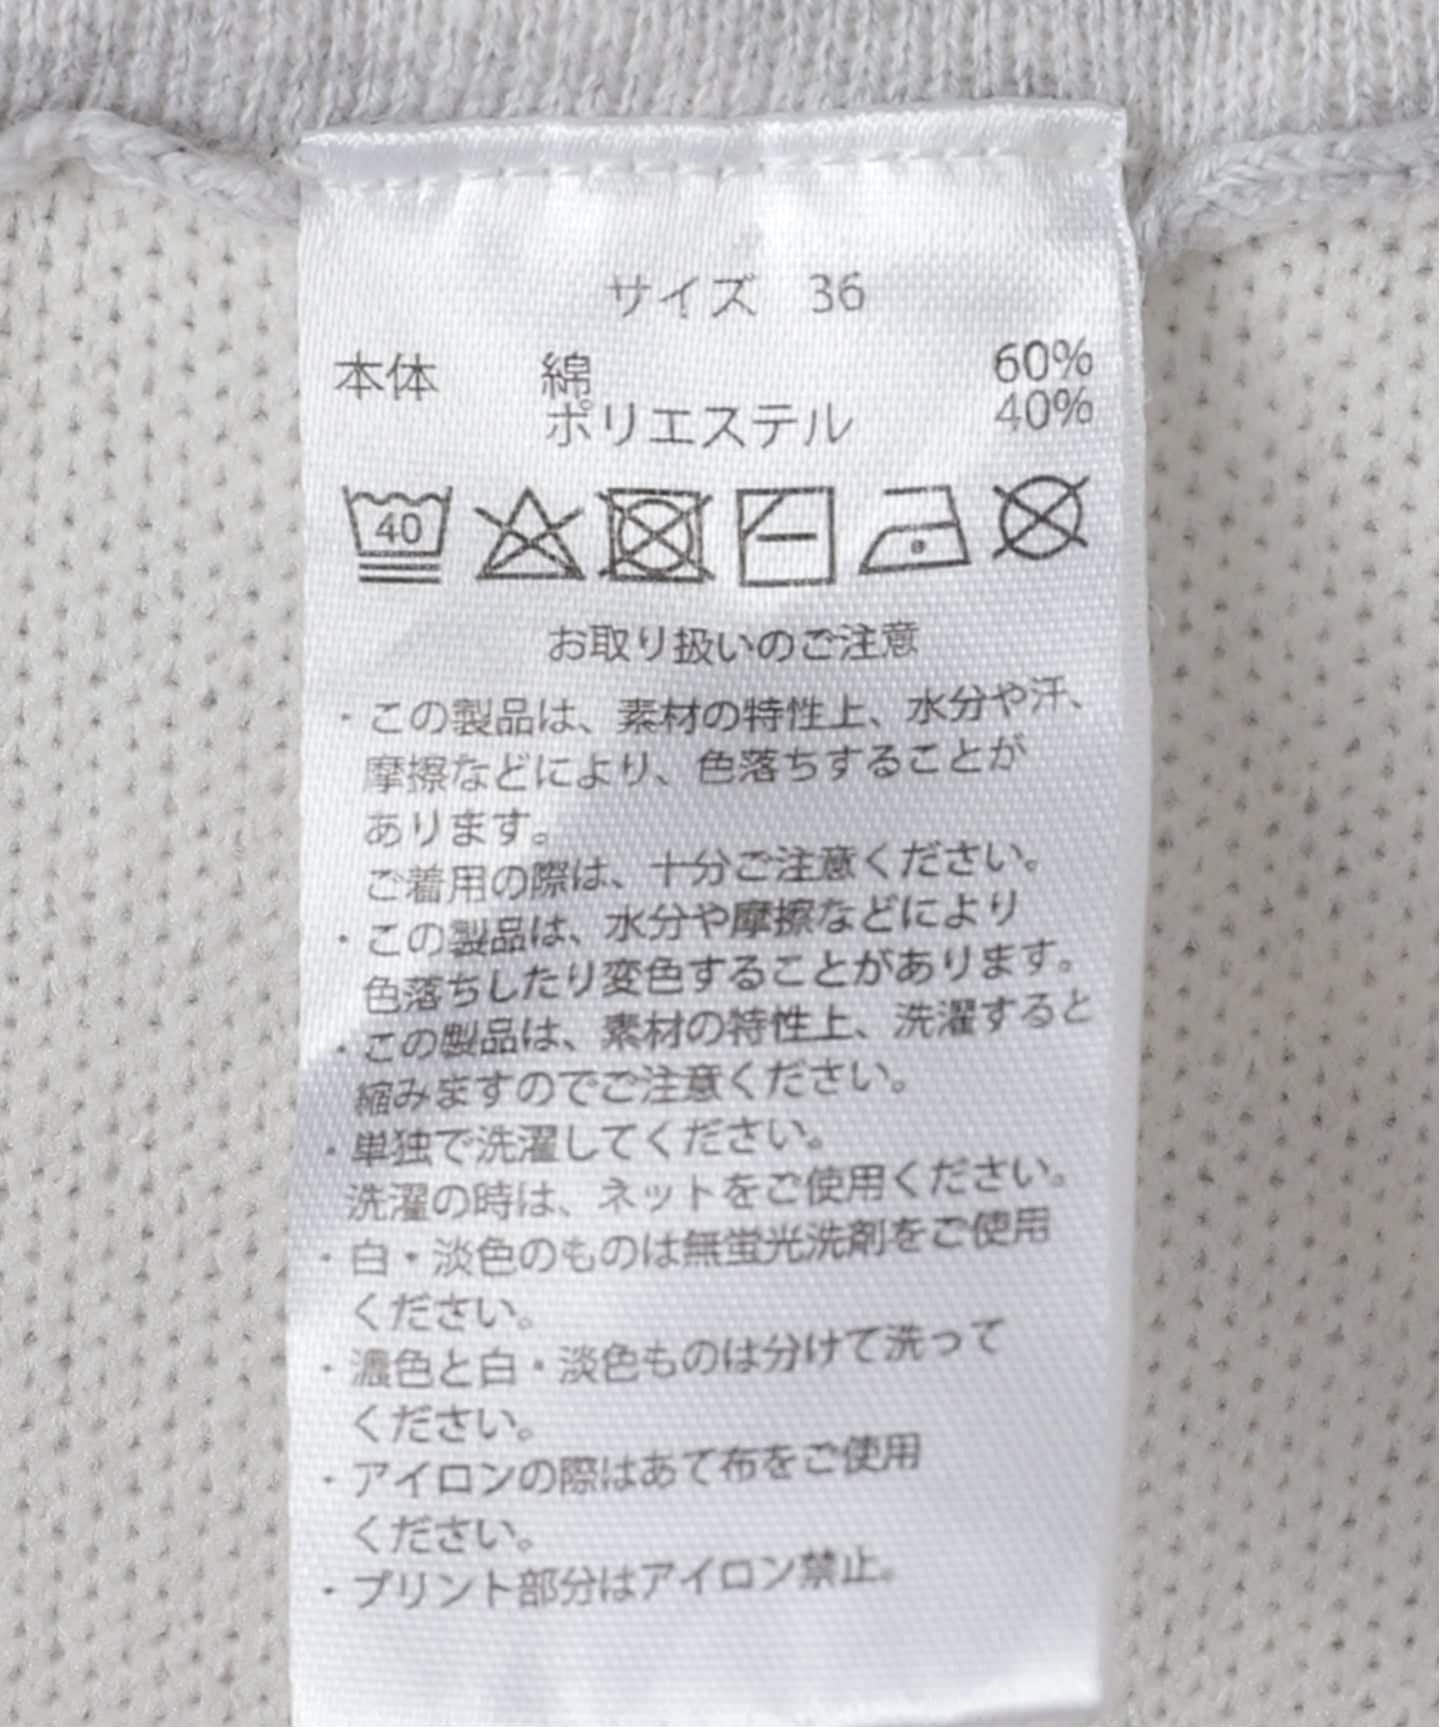 サイズ 36
本体 綿 60%
ポリエステル 40%
40
お取り扱いのご注意
・この製品は、素材の特性上、水分や汗、
摩擦などにより、色落ちすることが
あります。
ご着用の際は、十分ご注意ください。
・この製品は、水分や摩擦などにより
色落ちしたり変色することがあります。
・この製品は、素材の特性上、洗濯すると
縮みますのでご注意ください。
・単独で洗濯してください。
洗濯の時は、ネットをご使用ください。
・白・淡色のものは無蛍光洗剤をご使用
ください。
・濃色と白・淡色ものは分けて洗って
ください。
・アイロンの際はあて布をご使用
ください。
・プリント部分はアイロン禁止。